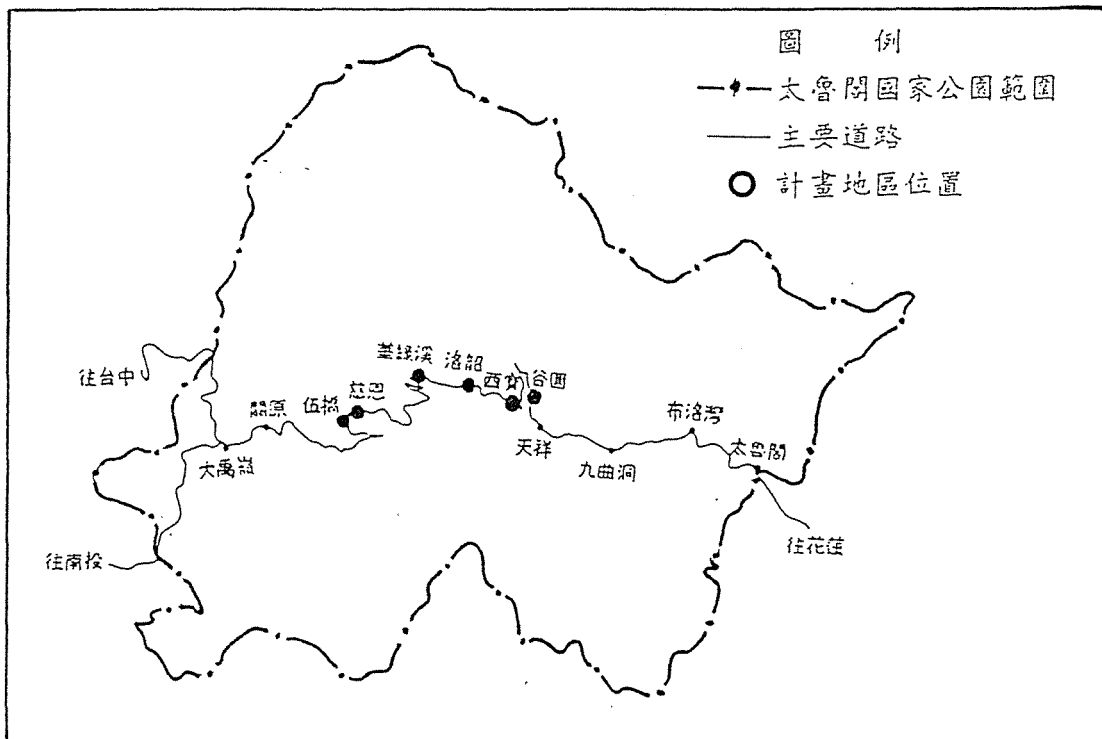 圖 例
太魯閣國家公園範圍
主要道路
計畫地區位置
往台中
華綠溪
洛韶
西寶
谷園
慈恩
伍橋
關原
大禹嶺
天祥
九曲洞
布洛灣
太魯閣
往南投
往花蓮